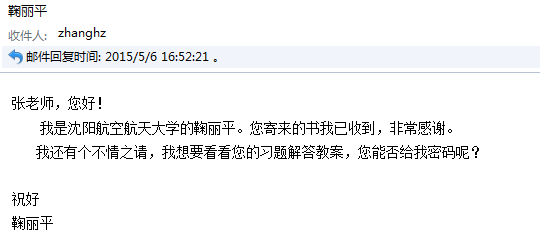 鞠丽平
收件人： zhanghz
邮件回复时间: 2015/5/6 16:52:21 。
张老师，您好！
我是沈阳航空航天大学的鞠丽平。您寄来的书我已收到，非常感谢。
我还有个不情之请，我想要看看您的习题解答教案，您能否给我密码呢？
祝好
鞠丽平